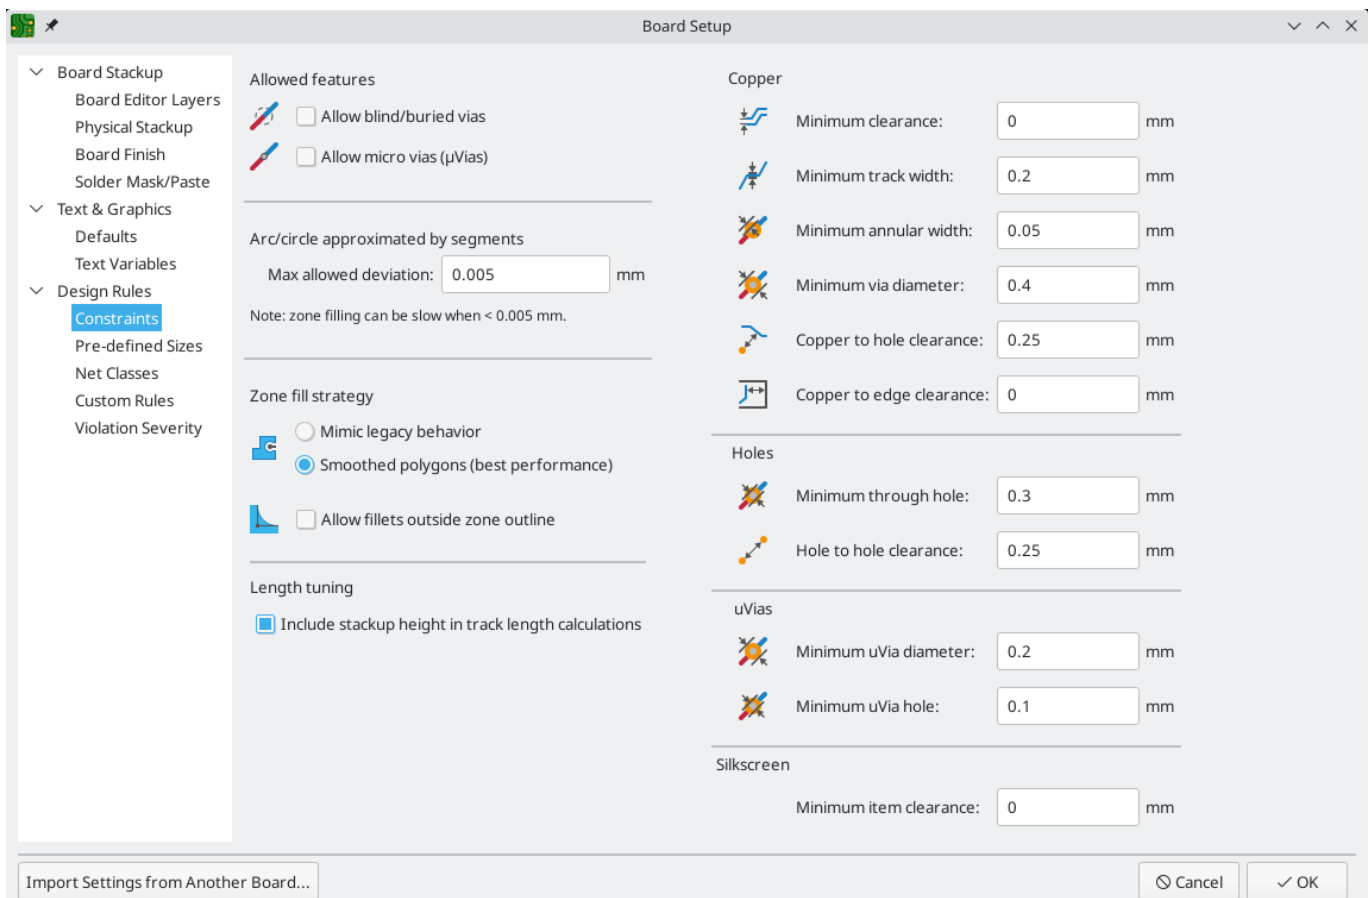 Board Setup
Board Stackup
Board Editor Layers
Physical Stackup
Board Finish
Solder Mask/Paste
Text & Graphics
Defaults
Text Variables
Design Rules
Constraints
Pre-defined Sizes
Net Classes
Custom Rules
Violation Severity
Allowed features
Allow blind/buried vias
Allow micro vias (µVias)
Arc/circle approximated by segments
Max allowed deviation: 0.005 mm
Note: zone filling can be slow when < 0.005 mm.
Zone fill strategy
Mimic legacy behavior
Smoothed polygons (best performance)
Allow fillets outside zone outline
Length tuning
Include stackup height in track length calculations
Copper
Minimum clearance: 0 mm
Minimum track width: 0.2 mm
Minimum annular width: 0.05 mm
Minimum via diameter: 0.4 mm
Copper to hole clearance: 0.25 mm
Copper to edge clearance: 0 mm
Holes
Minimum through hole: 0.3 mm
Hole to hole clearance: 0.25 mm
uVias
Minimum uVia diameter: 0.2 mm
Minimum uVia hole: 0.1 mm
Silkscreen
Minimum item clearance: 0 mm
Import Settings from Another Board...
Cancel
OK